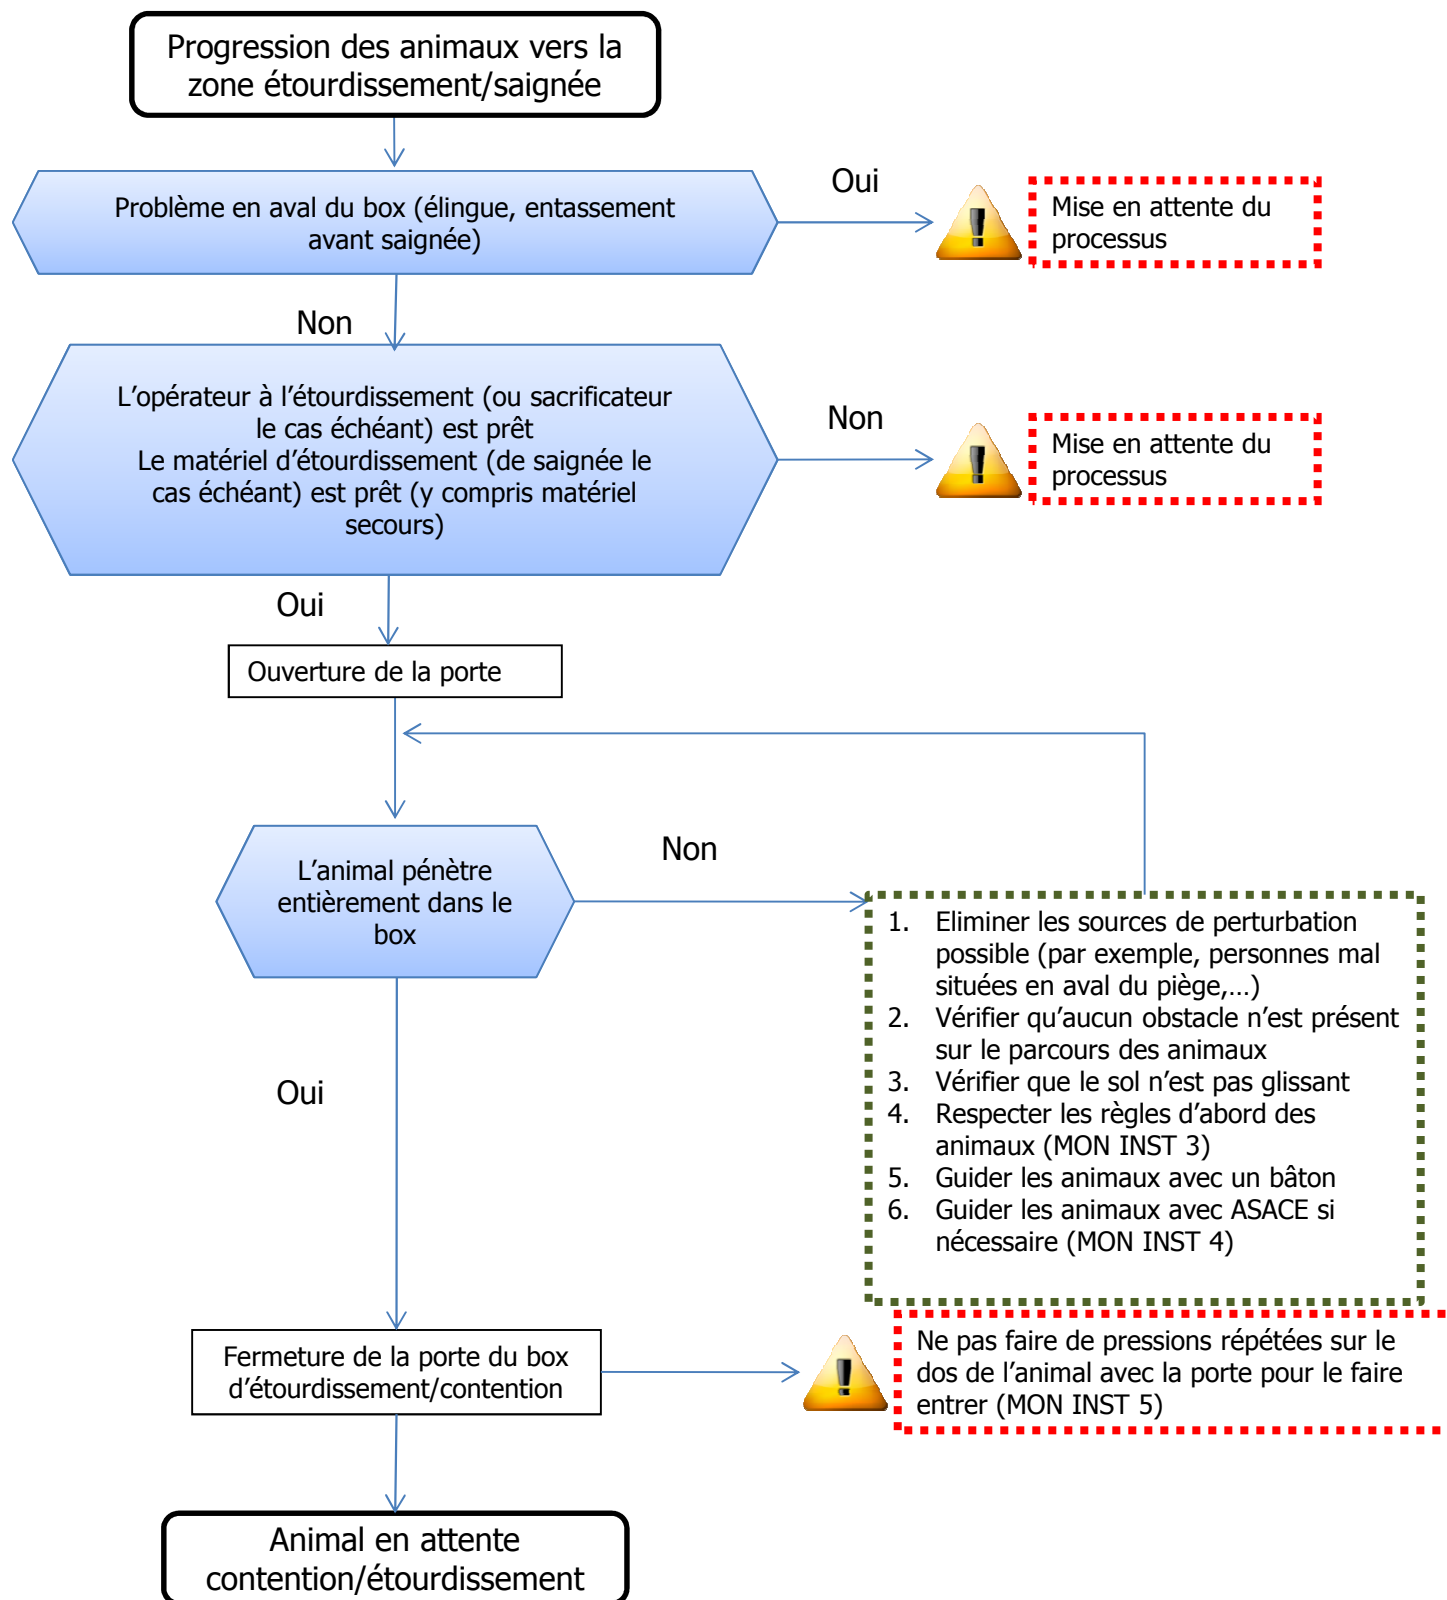 Progression des animaux vers la
zone étourdissement/saignée
Problème en aval du box (élingue, entassement
avant saignée)
Oui
Mise en attente du
processus
Non
L’opérateur à l’étourdissement (ou sacrificateur
le cas échéant) est prêt
Le matériel d’étourdissement (de saignée le
cas échéant) est prêt (y compris matériel
secours)
Non
Mise en attente du
processus
Oui
Ouverture de la porte
L’animal pénètre
entièrement dans le
box
Non
1. Eliminer les sources de perturbation
possible (par exemple, personnes mal
situées en aval du piège,…)
2. Vérifier qu’aucun obstacle n’est présent
sur le parcours des animaux
3. Vérifier que le sol n’est pas glissant
4. Respecter les règles d’abord des
animaux (MON INST 3)
5. Guider les animaux avec un bâton
6. Guider les animaux avec ASACE si
nécessaire (MON INST 4)
Oui
Fermeture de la porte du box
d’étourdissement/contention
Ne pas faire de pressions répétées sur le
dos de l’animal avec la porte pour le faire
entrer (MON INST 5)
Animal en attente
contention/étourdissement